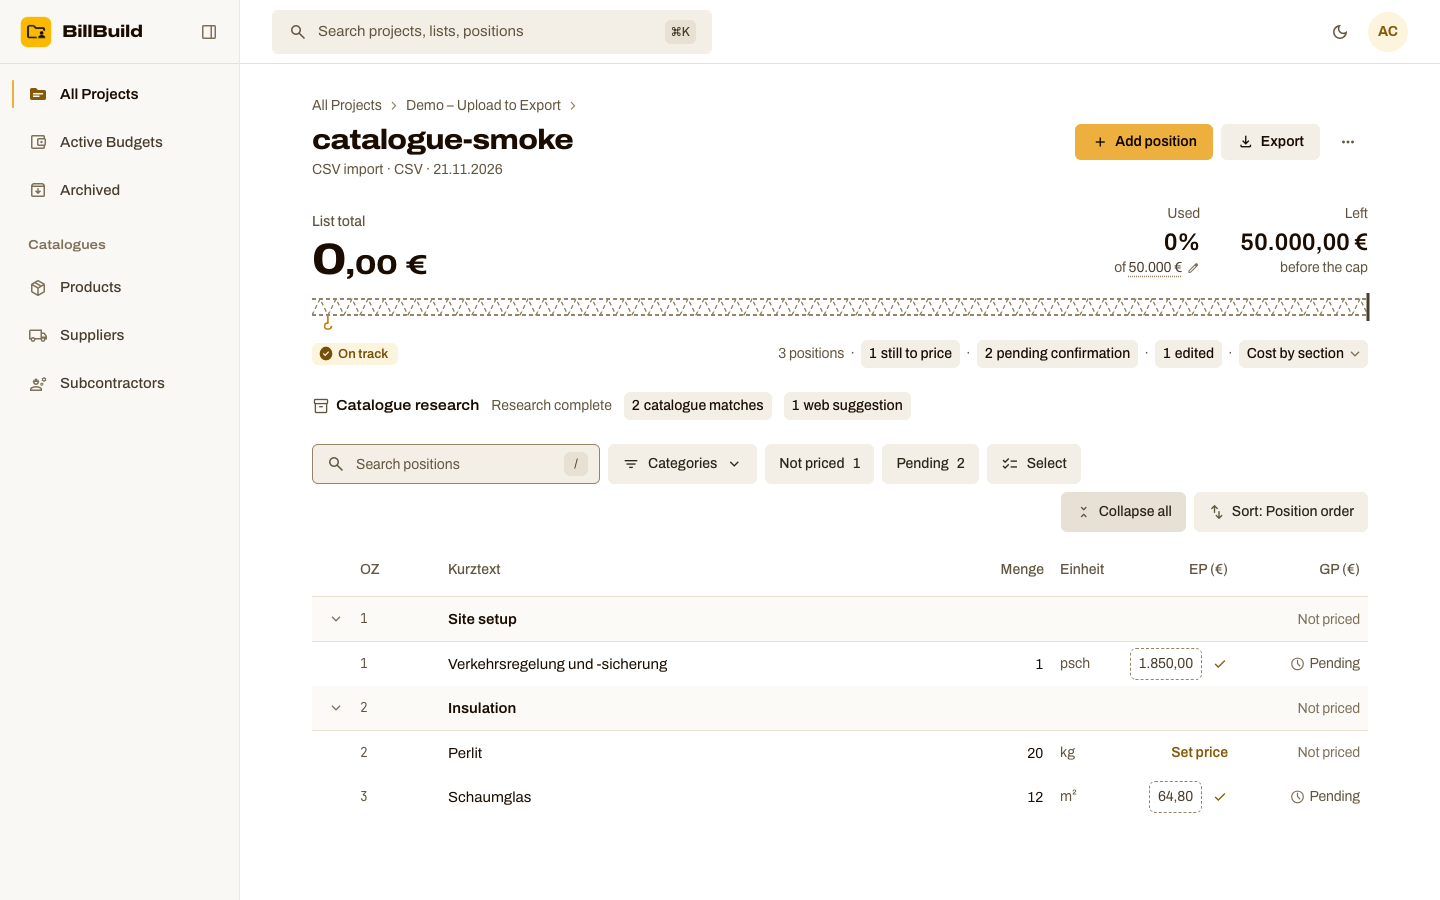 BillBuild
Search projects, lists, positions ⌘K
AC
All Projects
Active Budgets
Archived
Catalogues
Products
Suppliers
Subcontractors
All Projects > Demo – Upload to Export >
catalogue-smoke
CSV import · CSV · 21.11.2026
+ Add position
Export
···
List total
0,00 €
Used
0%
of 50.000 €
Left
50.000,00 €
before the cap
On track
3 positions · 1 still to price · 2 pending confirmation · 1 edited · Cost by section
Catalogue research Research complete 2 catalogue matches 1 web suggestion
Search positions / Categories Not priced 1 Pending 2 Select
Collapse all Sort: Position order
OZ Kurztext Menge Einheit EP (€) GP (€)
1 Site setup Not priced
1 Verkehrsregelung und -sicherung 1 psch 1.850,00 Pending
2 Insulation Not priced
2 Perlit 20 kg Set price Not priced
3 Schaumglas 12 m² 64,80 Pending